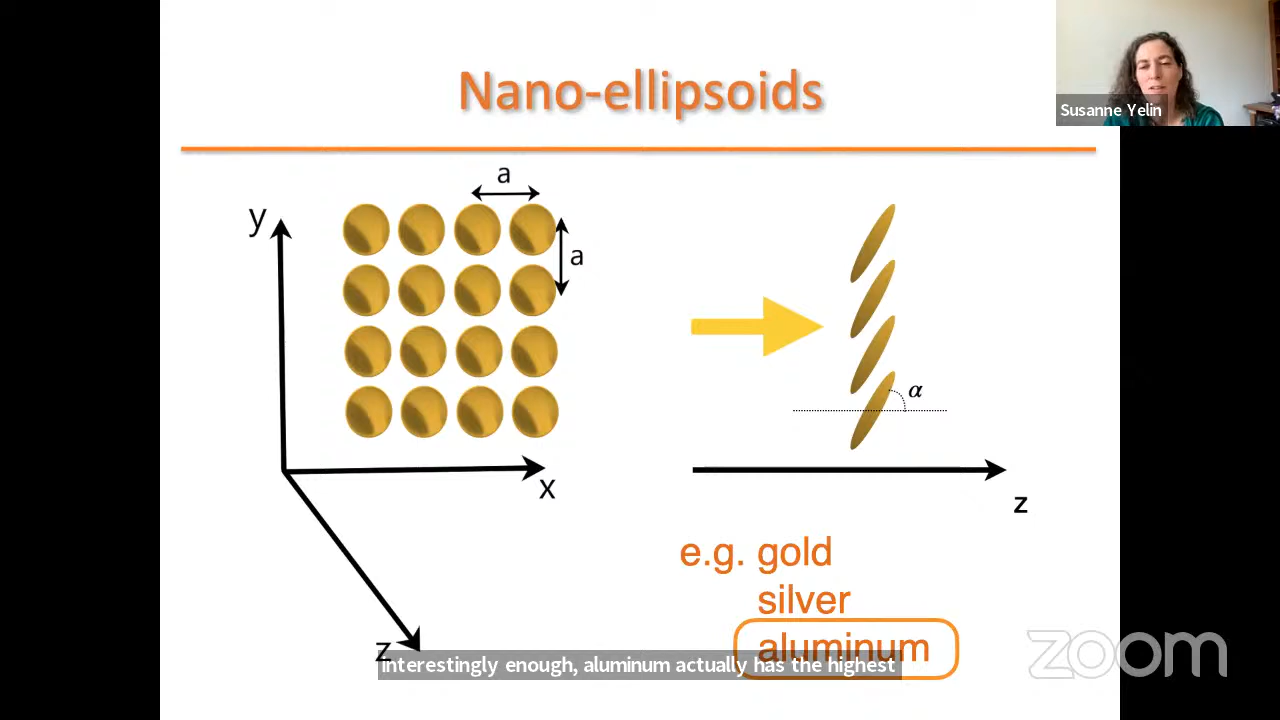 Nano-ellipsoids
Susanne Yelin
a
y
a
α
x
z
e.g. gold
silver
aluminum
z
Interestingly enough, aluminum actually has the highest
zoom